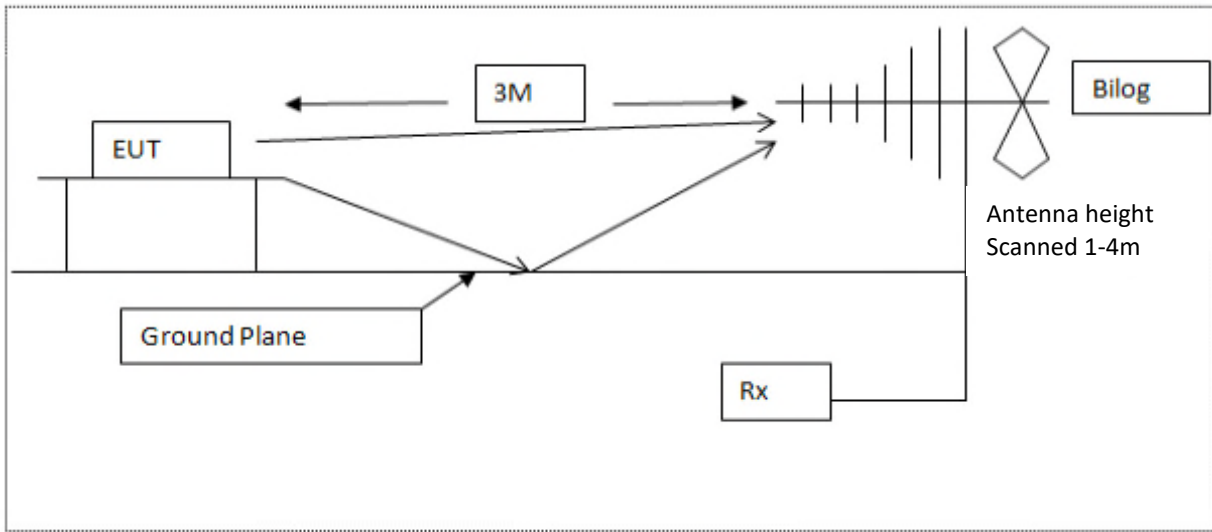 3M
Bilog
EUT
Antenna height
Scanned 1-4m
Ground Plane
Rx